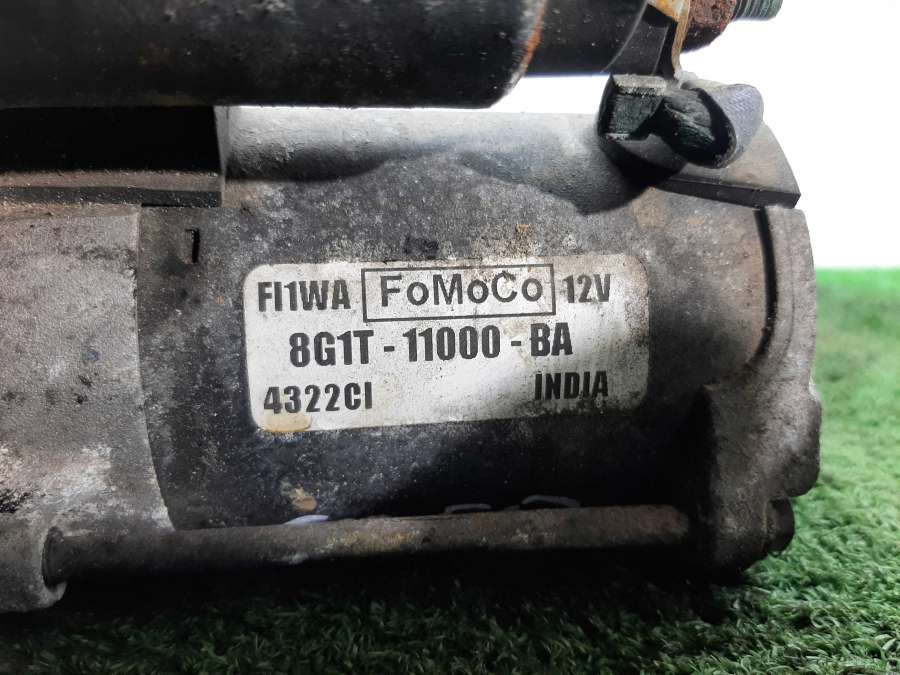 FI1WA FoMoCo 12V
8G1T - 11000 - BA
4322CI INDIA